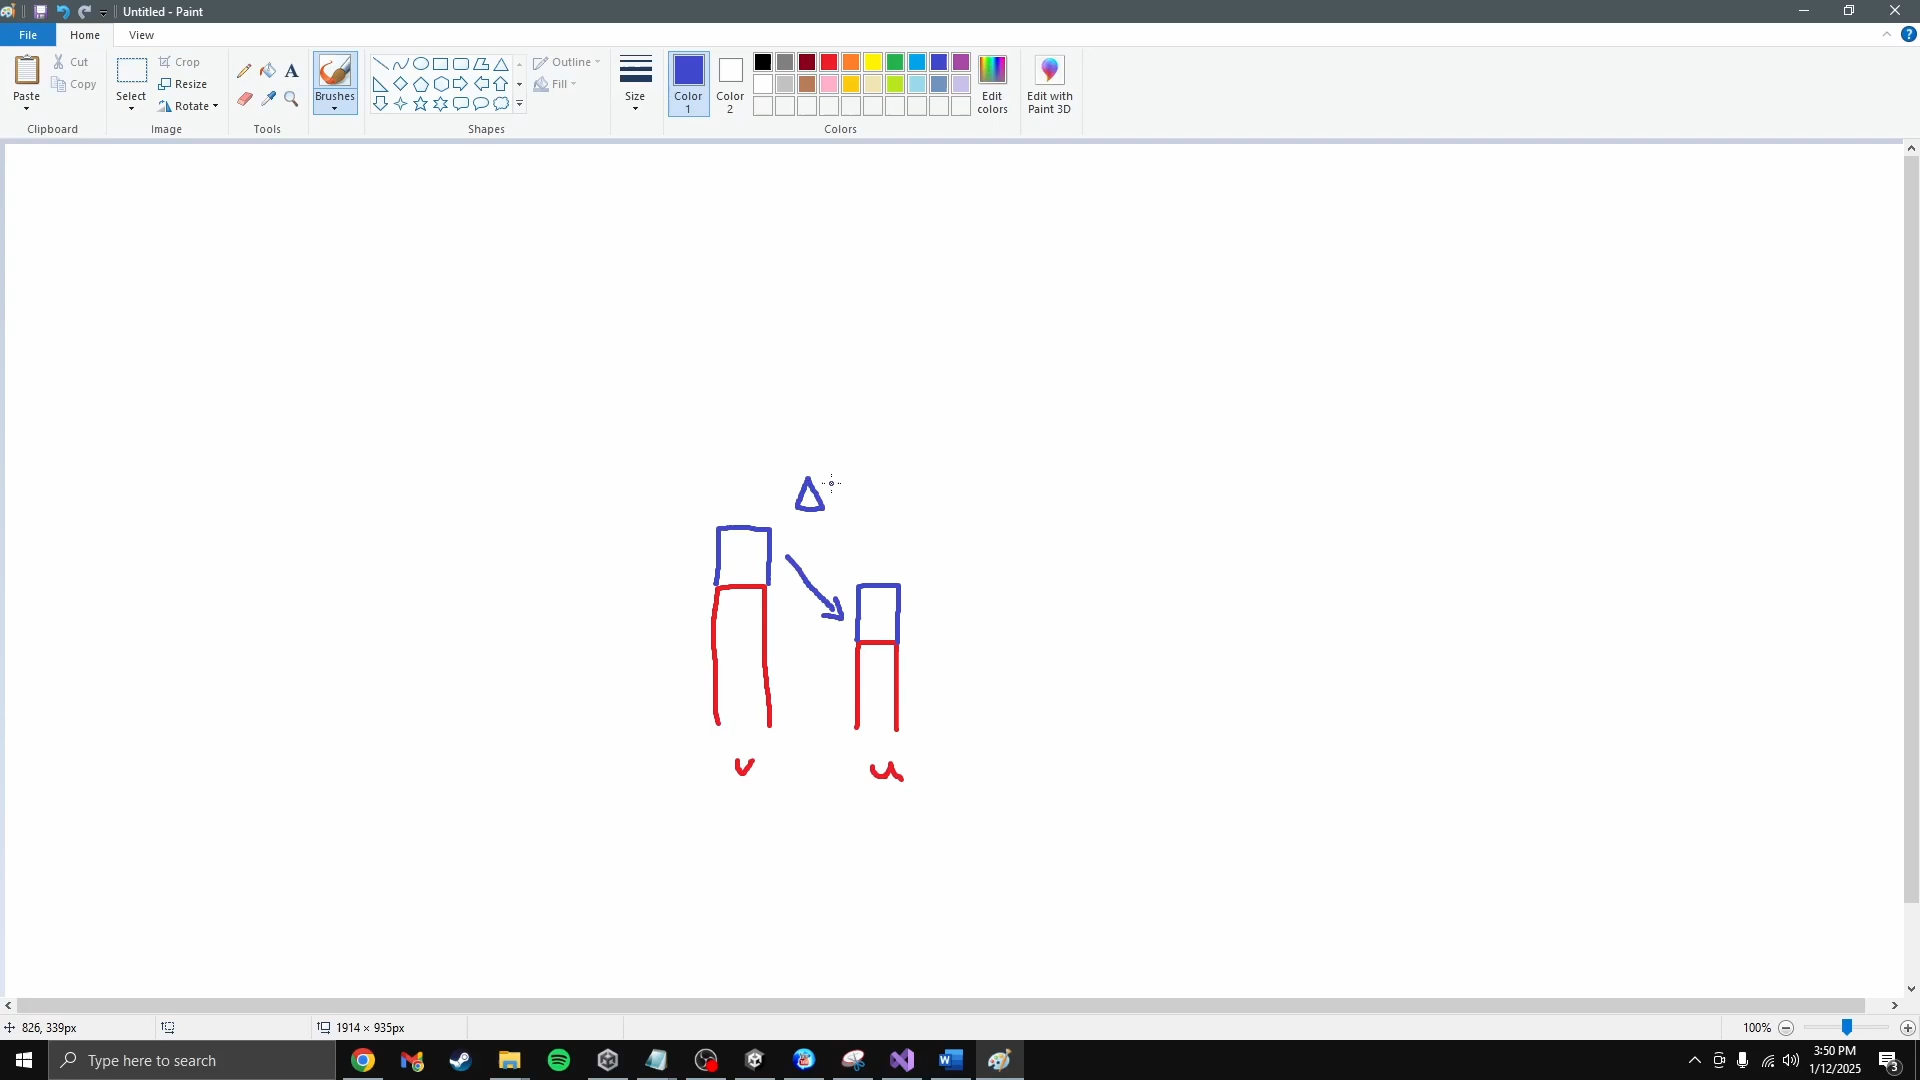 Untitled - Paint
File Home View
Paste Cut Copy Clipboard
Select Crop Resize Rotate Image
Tools
Brushes
Outline Fill Shapes
Size
Color 1 Color 2 Edit colors Colors
Edit with Paint 3D
Δ
v u
826, 339px 1914 × 935px 100%
Type here to search
3:50 PM
1/12/2025
3